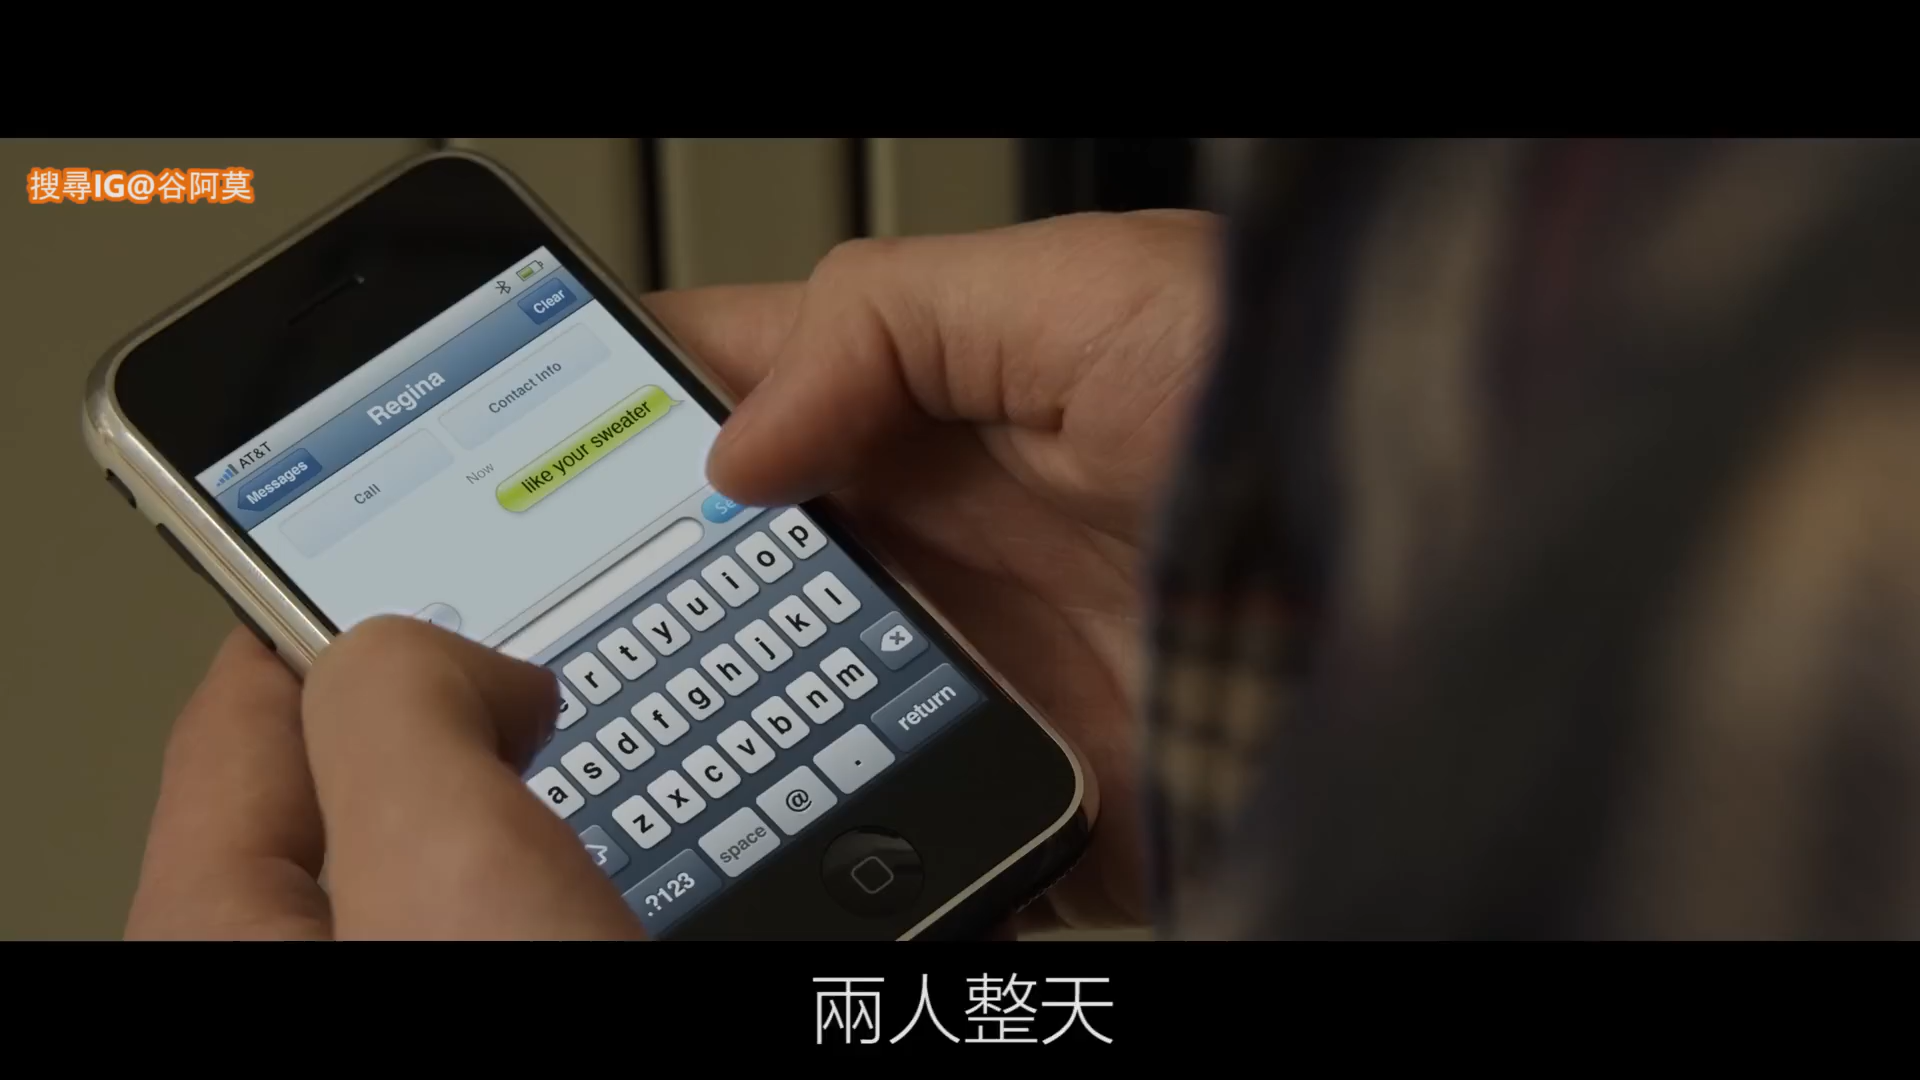 搜尋IG@谷阿莫
AT&T
Messages
Regina
Clear
Call
Contact Info
Now
like your sweater
r t y u i o p
a s d f g h j k l
z x c v b n m
.?123
space
@
.
return
兩人整天